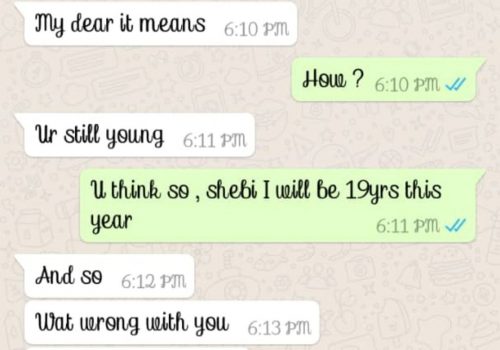 My dear it means 6:10 PM
How ? 6:10 PM
Ur still young 6:11 PM
U think so , shebi I will be 19yrs this
year 6:11 PM
And so 6:12 PM
Wat wrong with you 6:13 PM